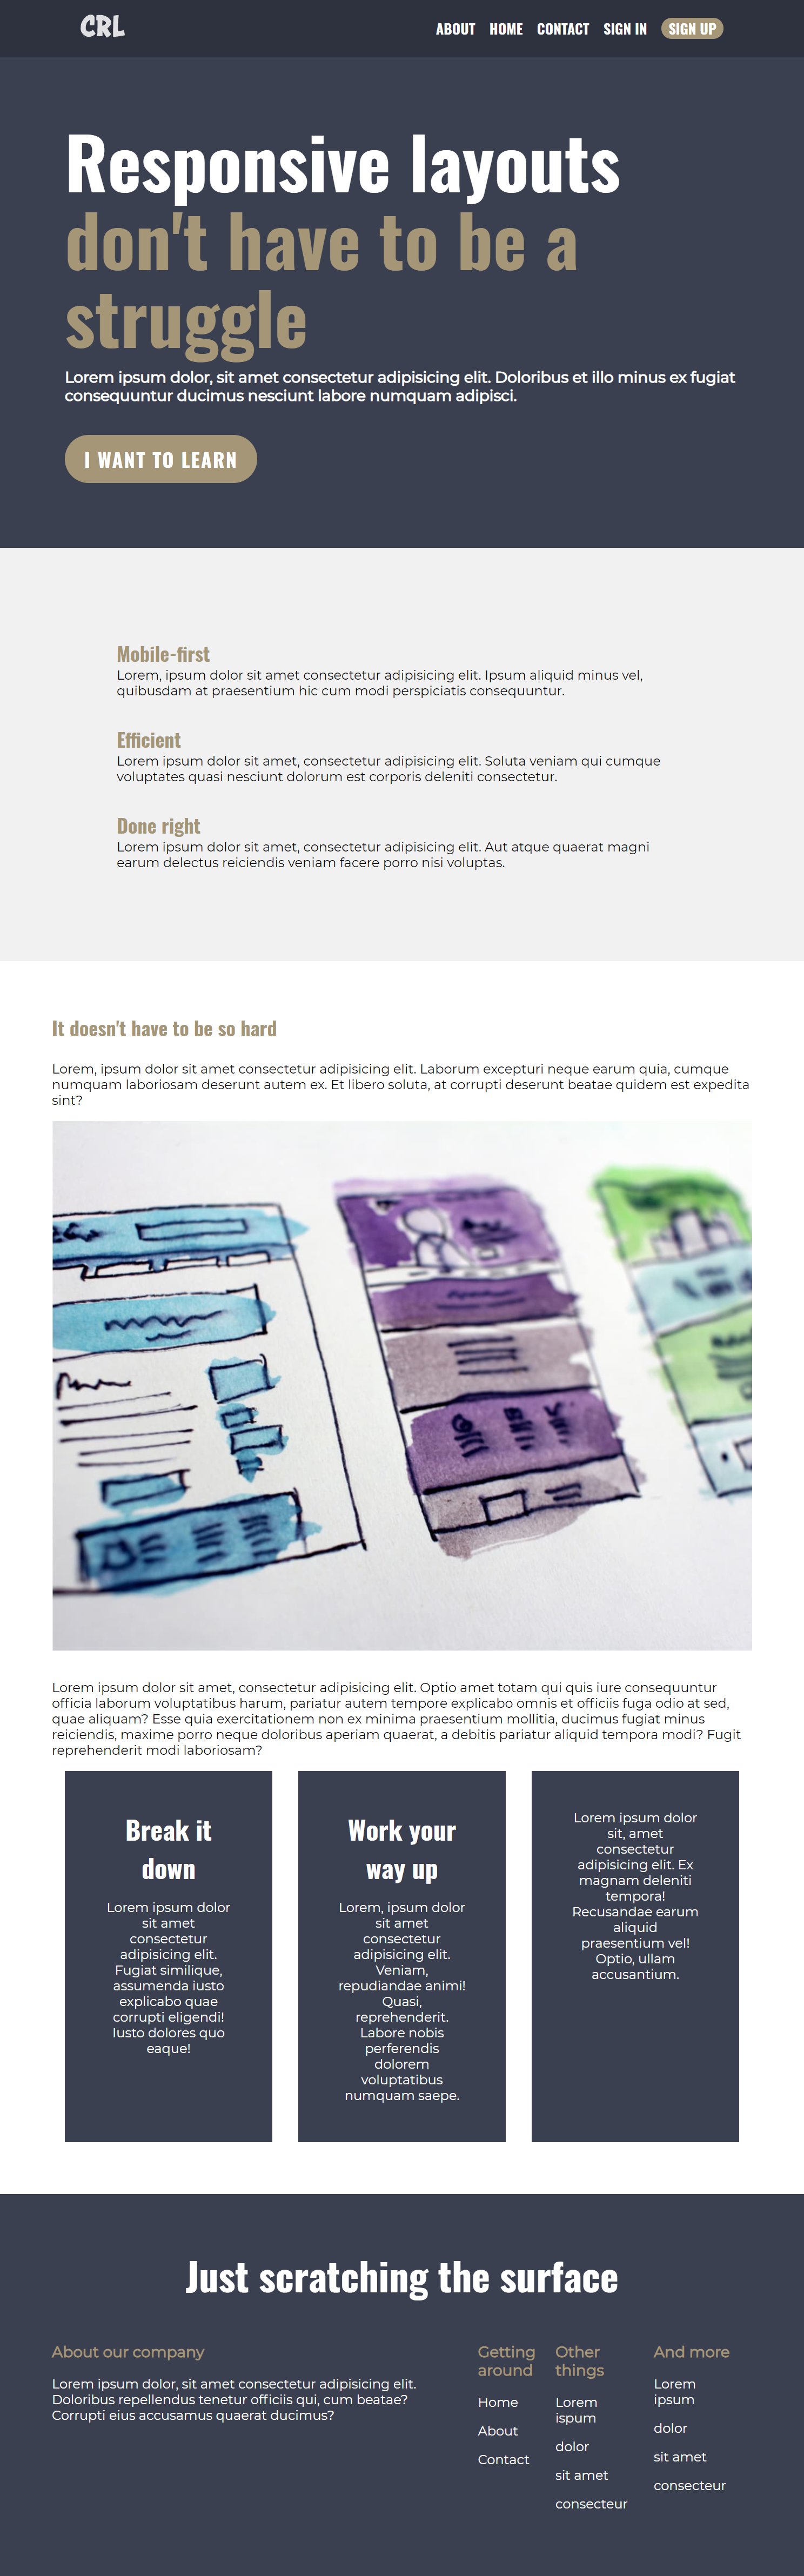 CRL
ABOUT HOME CONTACT SIGN IN SIGN UP
Responsive layouts
don't have to be a
struggle
Lorem ipsum dolor, sit amet consectetur adipisicing elit. Doloribus et illo minus ex fugiat
consequuntur ducimus nesciunt labore numquam adipisci.
I WANT TO LEARN
Mobile-first
Lorem, ipsum dolor sit amet consectetur adipisicing elit. Ipsum aliquid minus vel,
quibusdam at praesentium hic cum modi perspiciatis consequuntur.
Efficient
Lorem ipsum dolor sit amet, consectetur adipisicing elit. Soluta veniam qui cumque
voluptates quasi nesciunt dolorum est corporis deleniti consectetur.
Done right
Lorem ipsum dolor sit amet, consectetur adipisicing elit. Aut atque quaerat magni
earum delectus reiciendis veniam facere porro nisi voluptas.
It doesn't have to be so hard
Lorem, ipsum dolor sit amet consectetur adipisicing elit. Laborum excepturi neque earum quia, cumque
numquam laboriosam deserunt autem ex. Et libero soluta, at corrupti deserunt beatae quidem est expedita
sint?
Lorem ipsum dolor sit amet, consectetur adipisicing elit. Optio amet totam qui quis iure consequuntur
officia laborum voluptatibus harum, pariatur autem tempore explicabo omnis et officiis fuga odio at sed,
quae aliquam? Esse quia exercitationem non ex minima praesentium mollitia, ducimus fugiat minus
reiciendis, maxime porro neque doloribus aperiam quaerat, a debitis pariatur aliquid tempora modi? Fugit
reprehenderit modi laboriosam?
Break it
down
Lorem ipsum dolor
sit amet
consectetur
adipisicing elit.
Fugiat similique,
assumenda iusto
explicabo quae
corrupti eligendi!
Iusto dolores quo
eaque!
Work your
way up
Lorem, ipsum dolor
sit amet
consectetur
adipisicing elit.
Veniam,
repudiandae animi!
Quasi,
reprehenderit.
Labore nobis
perferendis
dolorem
voluptatibus
numquam saepe.
Lorem ipsum dolor
sit, amet
consectetur
adipisicing elit. Ex
magnam deleniti
tempora!
Recusandae earum
aliquid
praesentium vel!
Optio, ullam
accusantium.
Just scratching the surface
About our company
Lorem ipsum dolor, sit amet consectetur adipisicing elit.
Doloribus repellendus tenetur officiis qui, cum beatae?
Corrupti eius accusamus quaerat ducimus?
Getting
around
Home
About
Contact
Other
things
Lorem
ispum
dolor
sit amet
consecteur
And more
Lorem
ipsum
dolor
sit amet
consecteur